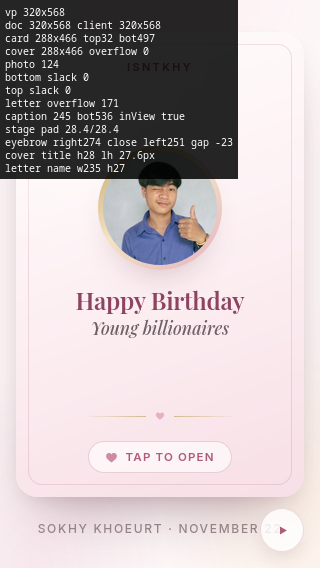 vp 320x568
doc 320x568 client 320x568
card 288x466 top32 bot497
cover 288x466 overflow 0
photo 124
bottom slack 0
top slack 0
letter overflow 171
caption 245 bot536 inView true
stage pad 28.4/28.4
eyebrow right274 close left251 gap -23
cover title h28 lh 27.6px
letter name w235 h27
ISNTKHY
Happy Birthday
Young billionaires
TAP TO OPEN
SOKHY KHOEURT · NOVEMBER 22